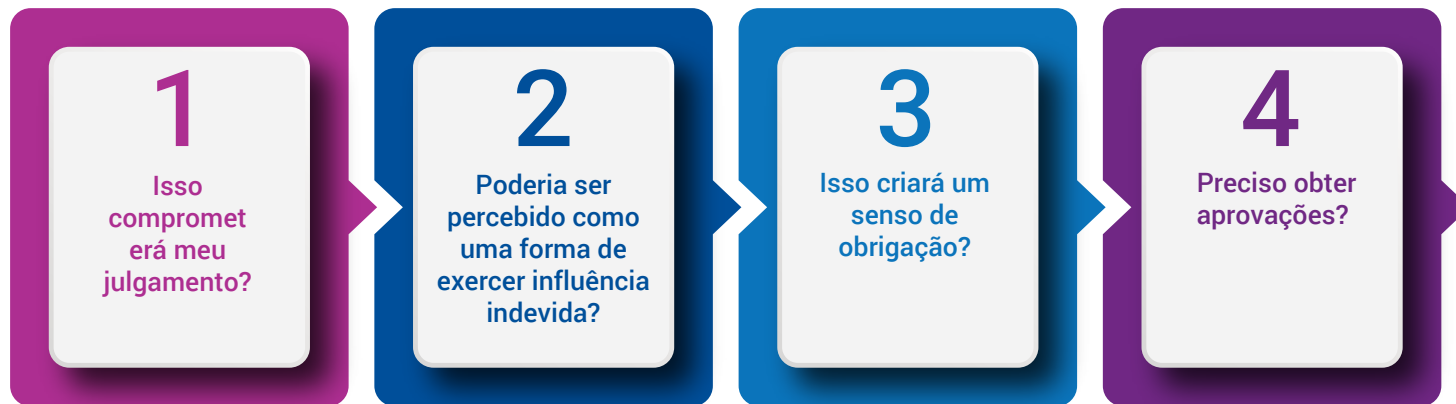 1
Isso
compromet
erá meu
julgamento?
2
Poderia ser
percebido como
uma forma de
exercer influência
indevida?
3
Isso criará um
senso de
obrigação?
4
Preciso obter
aprovações?